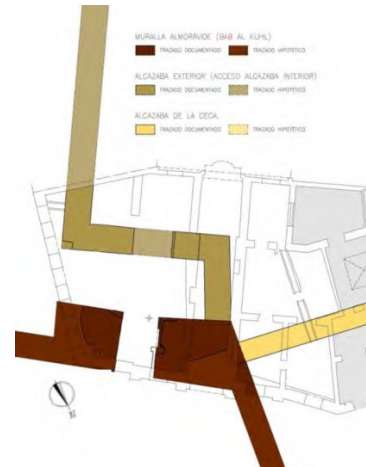 MURALLA ALMORÁVIDE (BAB AL KUHL)
TRAZADO DOCUMENTADO TRAZADO HIPOTÉTICO
ALCAZABA EXTERIOR (ACCESO ALCAZABA INTERIOR)
TRAZADO DOCUMENTADO TRAZADO HIPOTÉTICO
ALCAZABA DE LA CECA.
TRAZADO DOCUMENTADO TRAZADO HIPOTÉTICO
N